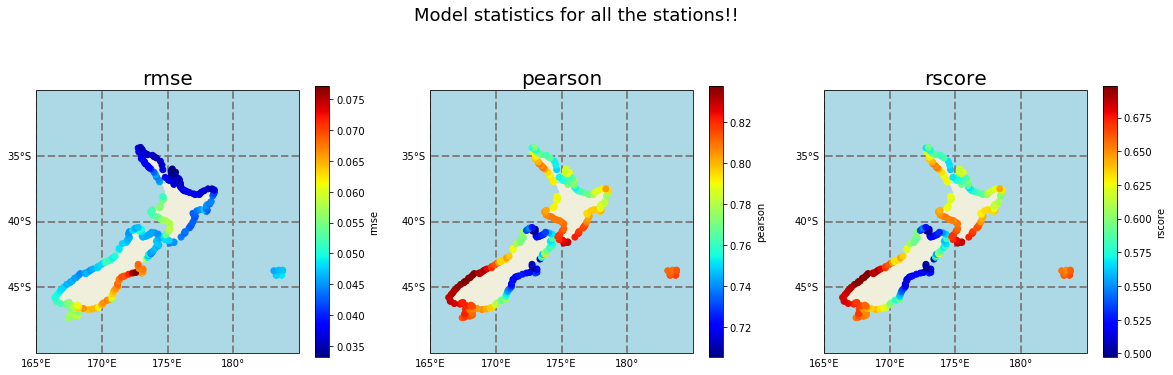 Model statistics for all the stations!!
rmse
35°S
40°S
45°S
165°E
170°E
175°E
180°
0.075
0.070
0.065
0.060
0.055
0.050
0.045
0.040
0.035
rmse
pearson
35°S
40°S
45°S
165°E
170°E
175°E
180°
0.82
0.80
0.78
0.76
0.74
0.72
pearson
rscore
35°S
40°S
45°S
165°E
170°E
175°E
180°
0.675
0.650
0.625
0.600
0.575
0.550
0.525
0.500
rscore